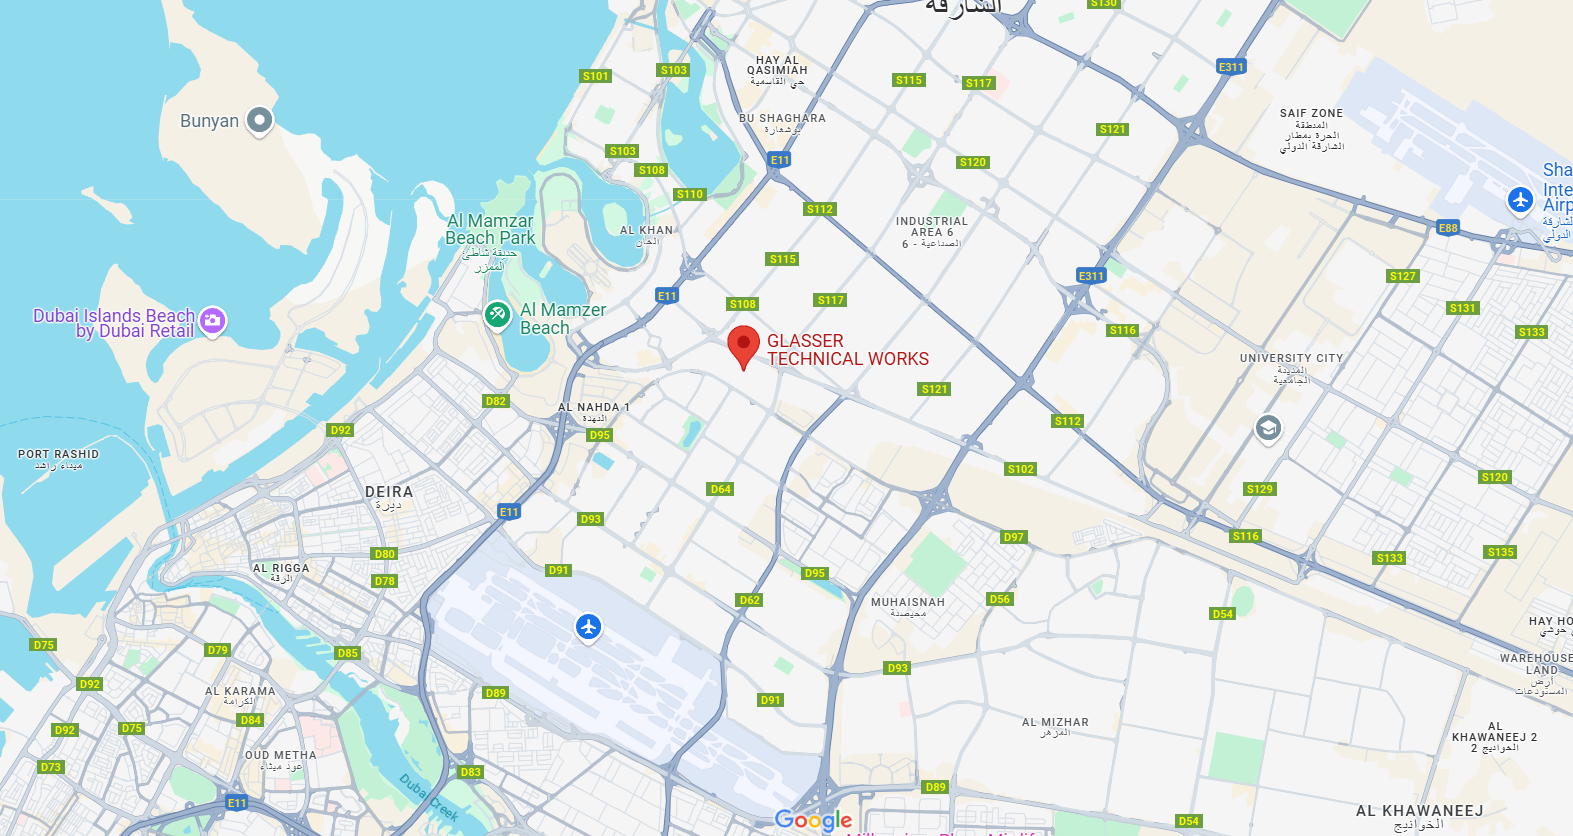 الشارقة
S130
HAY AL
QASIMIAH
حي القاسمية
S101
S103
S115
S117
E311
Bunyan
BU SHAGHARA
بوشغارة
S121
SAIF ZONE
المنطقة
الحرة بمطار
الشارقة الدولي
S103
S108
E11
S120
Sha
Inte
Airp
الشارقة
الدولي
S110
S112
Al Mamzar
Beach Park
حديقة شاطئ
الممزر
AL KHAN
الخان
INDUSTRIAL
AREA 6
الصناعية - 6
E88
S115
E311
S127
E11
S108
S117
S131
Dubai Islands Beach
by Dubai Retail
Al Mamzer
Beach
S116
S133
GLASSER
TECHNICAL WORKS
UNIVERSITY CITY
المدينة
الجامعية
S121
D82
AL NAHDA 1
النهدة
D92
D95
S112
PORT RASHID
ميناء راشد
S102
S120
DEIRA
ديرة
D64
S129
E11
D93
D97
S116
D80
S133
S135
AL RIGGA
الرقة
D78
D91
D95
D62
MUHAISNAH
محيصنة
D56
D54
HAY HO
حوشي
D75
D79
D85
D93
WAREHOUSE
LAND
أرض
المستودعات
D92
AL KARAMA
الكرامة
D89
D91
D84
D92
D75
AL MIZHAR
المزهر
AL
KHAWANEEJ 2
الخوانيج 2
OUD METHA
عود ميثاء
D73
D83
Dubai Creek
D89
E11
Google
D54
AL KHAWANEEJ
الخوانيج